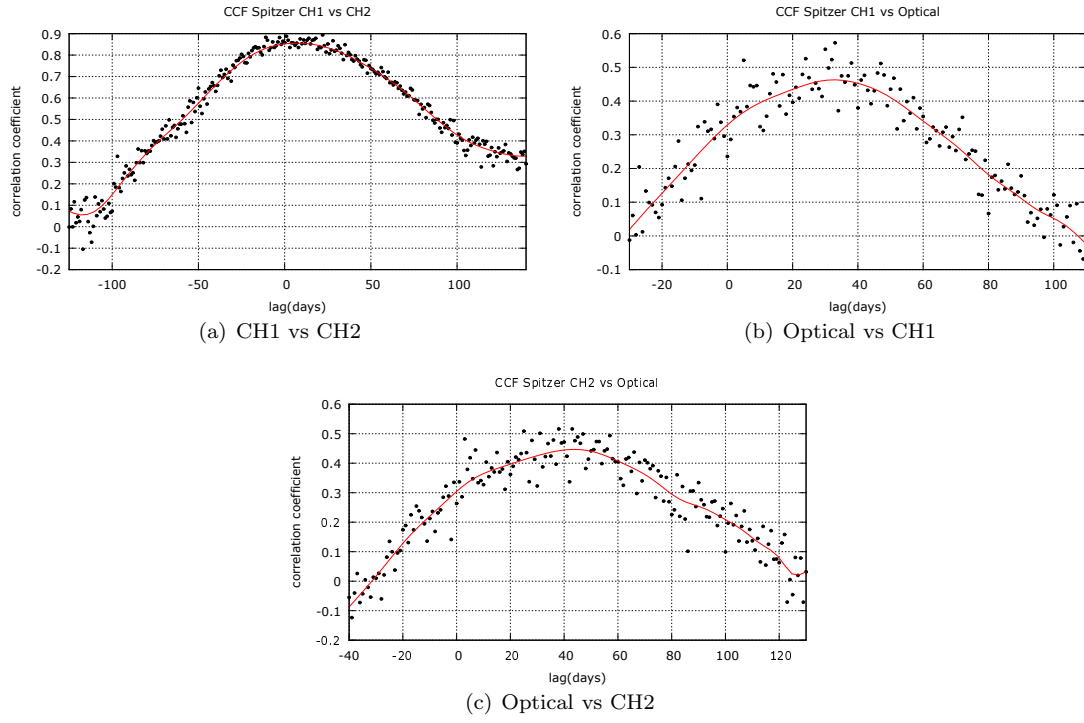 CCF Spitzer CH1 vs CH2
correlation coefficient
0.9
0.8
0.7
0.6
0.5
0.4
0.3
0.2
0.1
0
-0.1
-0.2
-100 -50 0 50 100
lag(days)
(a) CH1 vs CH2
CCF Spitzer CH1 vs Optical
correlation coefficient
0.6
0.5
0.4
0.3
0.2
0.1
0
-0.1
-20 0 20 40 60 80 100
lag(days)
(b) Optical vs CH1
CCF Spitzer CH2 vs Optical
correlation coefficient
0.6
0.5
0.4
0.3
0.2
0.1
0
-0.1
-0.2
-40 -20 0 20 40 60 80 100 120
lag(days)
(c) Optical vs CH2